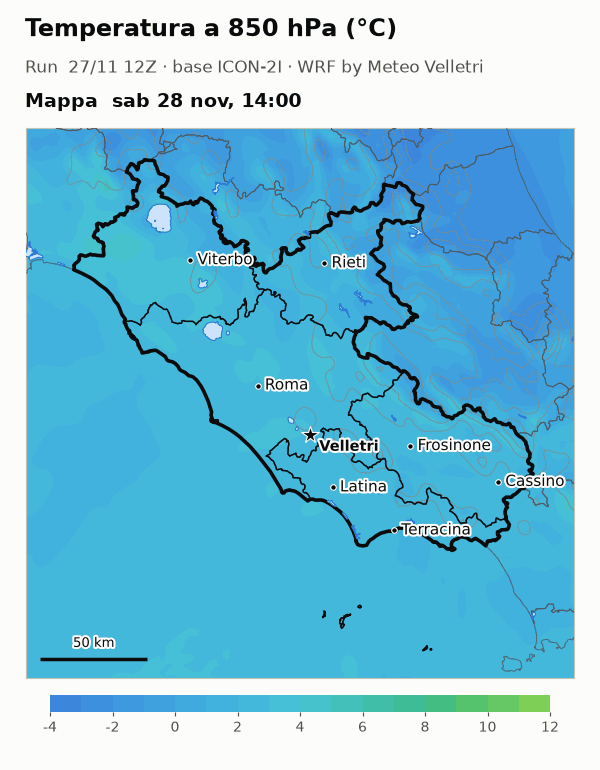 Temperatura a 850 hPa (°C)
Run  27/11 12Z · base ICON-2I · WRF by Meteo Velletri
Mappa  sab 28 nov, 14:00
Viterbo
Rieti
Roma
Velletri
Frosinone
Latina
Cassino
Terracina
50 km
-4 -2 0 2 4 6 8 10 12